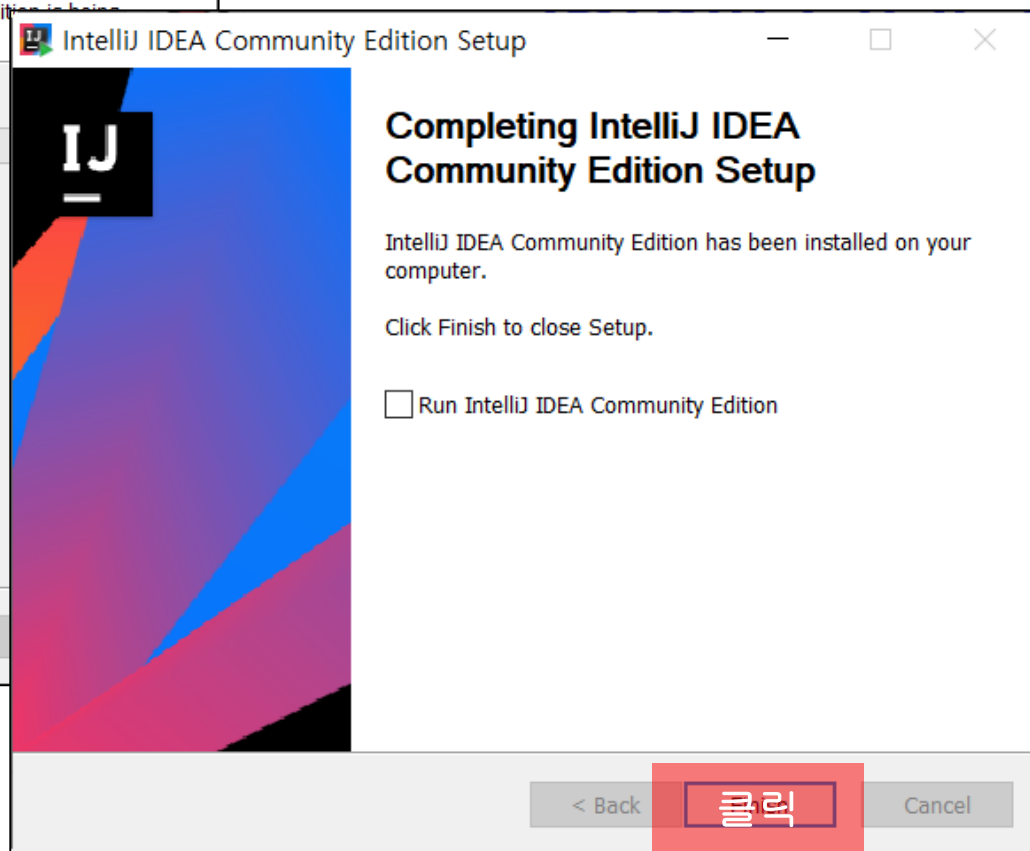 IntelliJ IDEA Community Edition Setup
IJ
Completing IntelliJ IDEA
Community Edition Setup
IntelliJ IDEA Community Edition has been installed on your
computer.
Click Finish to close Setup.
Run IntelliJ IDEA Community Edition
< Back
클릭
Cancel